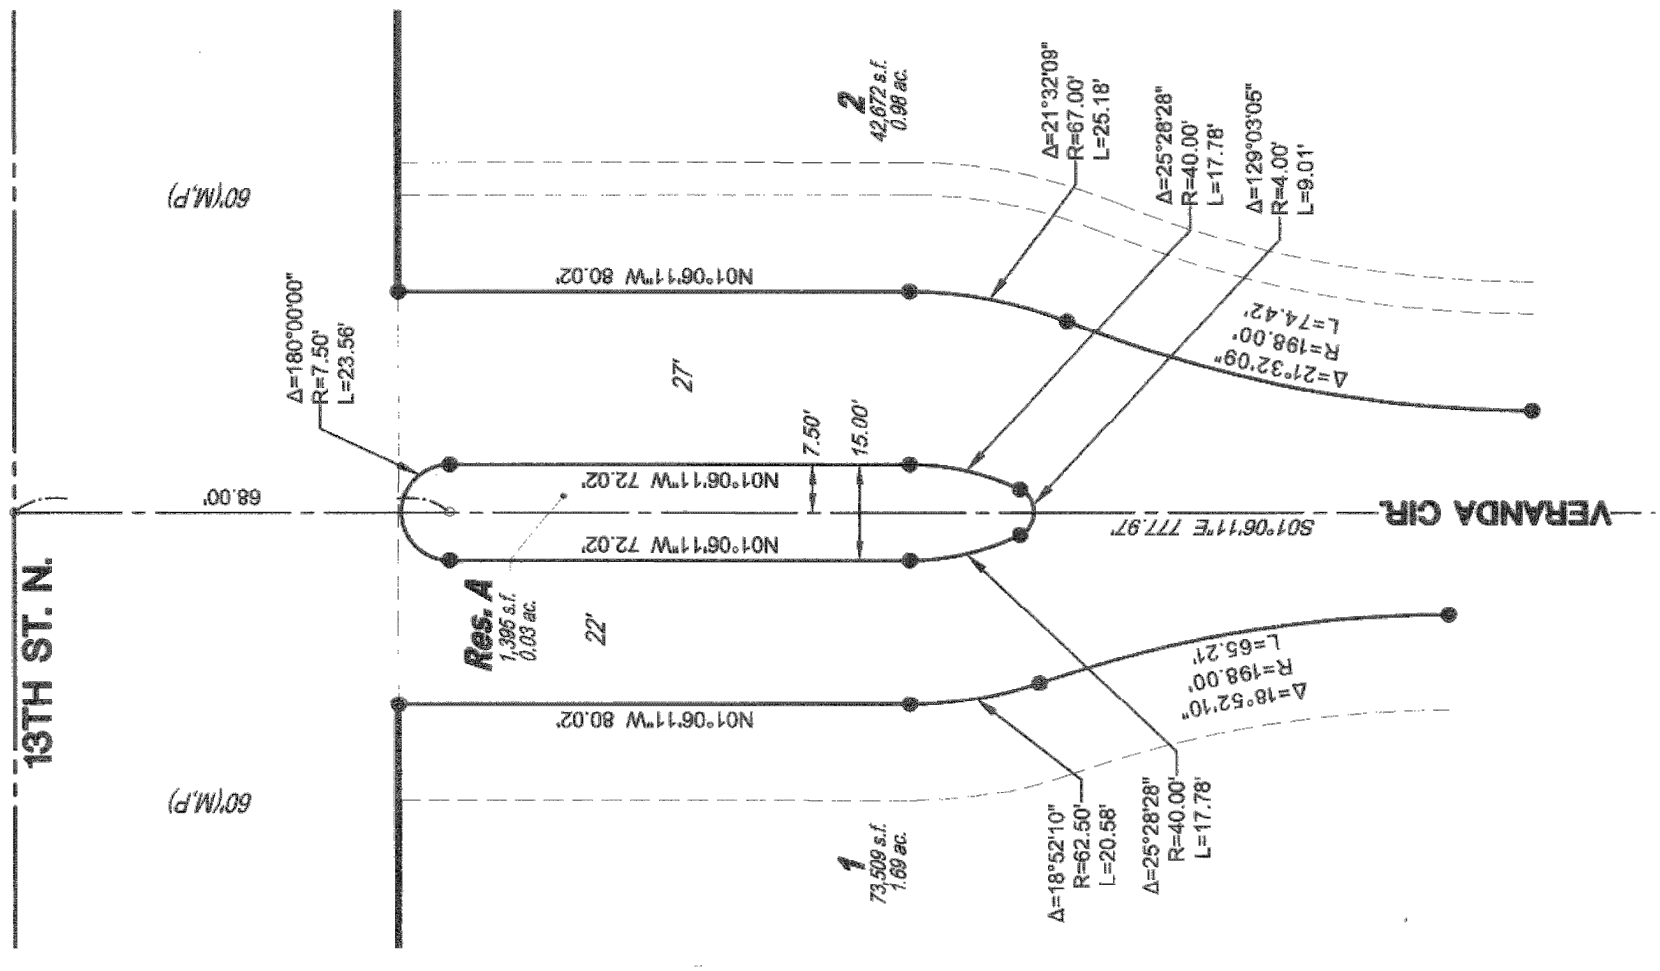 13TH ST. N.
60'(M,P)
60'(M,P)
68.00'
Δ=180°00'00"
R=7.50'
L=23.56'
N01°06'11"W 80.02'
27'
N01°06'11"W 72.02'
7.50'
15.00'
N01°06'11"W 72.02'
Res. A
1,395 s.f.
0.03 ac.
22'
N01°06'11"W 80.02'
2
42,672 s.f.
0.98 ac.
Δ=21°32'09"
R=67.00'
L=25.18'
Δ=25°28'28"
R=40.00'
L=17.78'
Δ=129°03'05"
R=4.00'
L=9.01'
Δ=21°32'09"
R=198.00'
L=74.42'
S01°06'11"E 777.97'
VERANDA CIR.
Δ=18°52'10"
R=198.00'
L=65.21'
1
73,509 s.f.
1.69 ac.
Δ=18°52'10"
R=62.50'
L=20.58'
Δ=25°28'28"
R=40.00'
L=17.78'